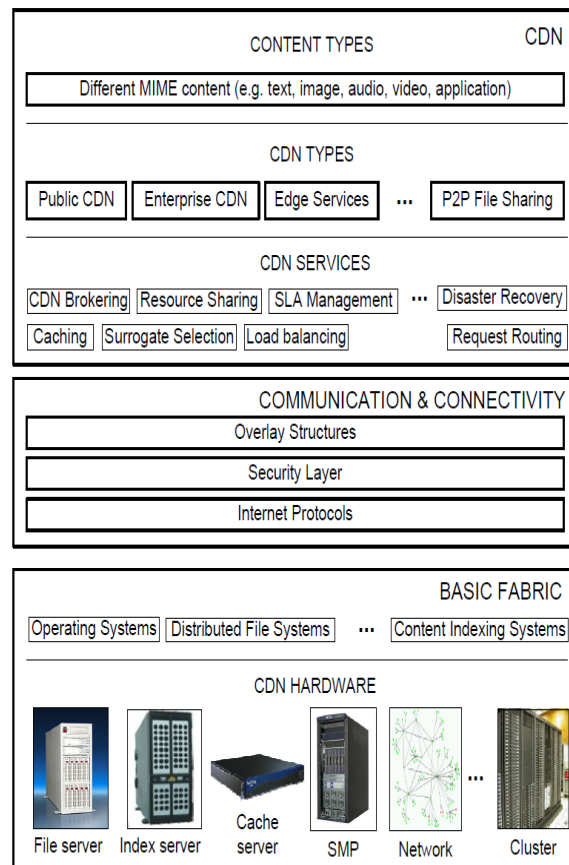 CDN
CONTENT TYPES
Different MIME content (e.g. text, image, audio, video, application)
CDN TYPES
Public CDN Enterprise CDN Edge Services ... P2P File Sharing
CDN SERVICES
CDN Brokering Resource Sharing SLA Management ... Disaster Recovery
Caching Surrogate Selection Load balancing Request Routing
COMMUNICATION & CONNECTIVITY
Overlay Structures
Security Layer
Internet Protocols
BASIC FABRIC
Operating Systems Distributed File Systems ... Content Indexing Systems
CDN HARDWARE
...
File server Index server Cache server SMP Network Cluster